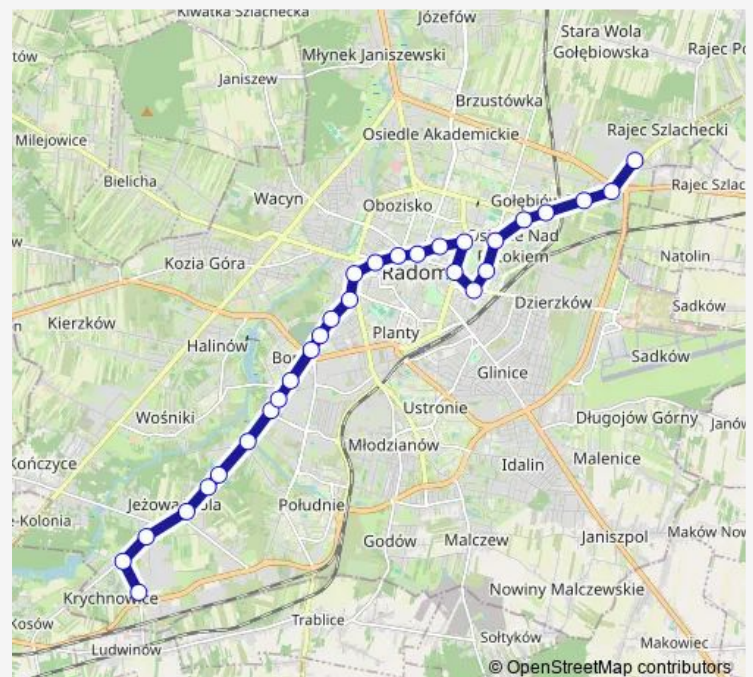 Kiwatka Szlachecka
Józefów
Stara Wola
Gołębiowska
Rajec Po
tów
Młynek Janiszewski
Janiszew
Brzustówka
Milejowice
Osiedle Akademickie
Rajec Szlachecki
Bielicha
Wacyn
Obozisko
Gołębiów
Rajec Szlac
w
Kozia Góra
Radom
Natolin
on
Kierzków
Halinów
Planty
Dzierzków
Sadków
Sadków
Glinice
Wośniki
Ustronie
Długojów Górny
Janów
Kończyce
Młodzianów
Idalin
Malenice
e-Kolonia
Południe
Godów
Malczew
Janiszpol
Maków Now
Krychnowice
Nowiny Malczewskie
Kosów
Trablice
Ludwinów
Sołtyków
Makowiec
© OpenStreetMap contributors